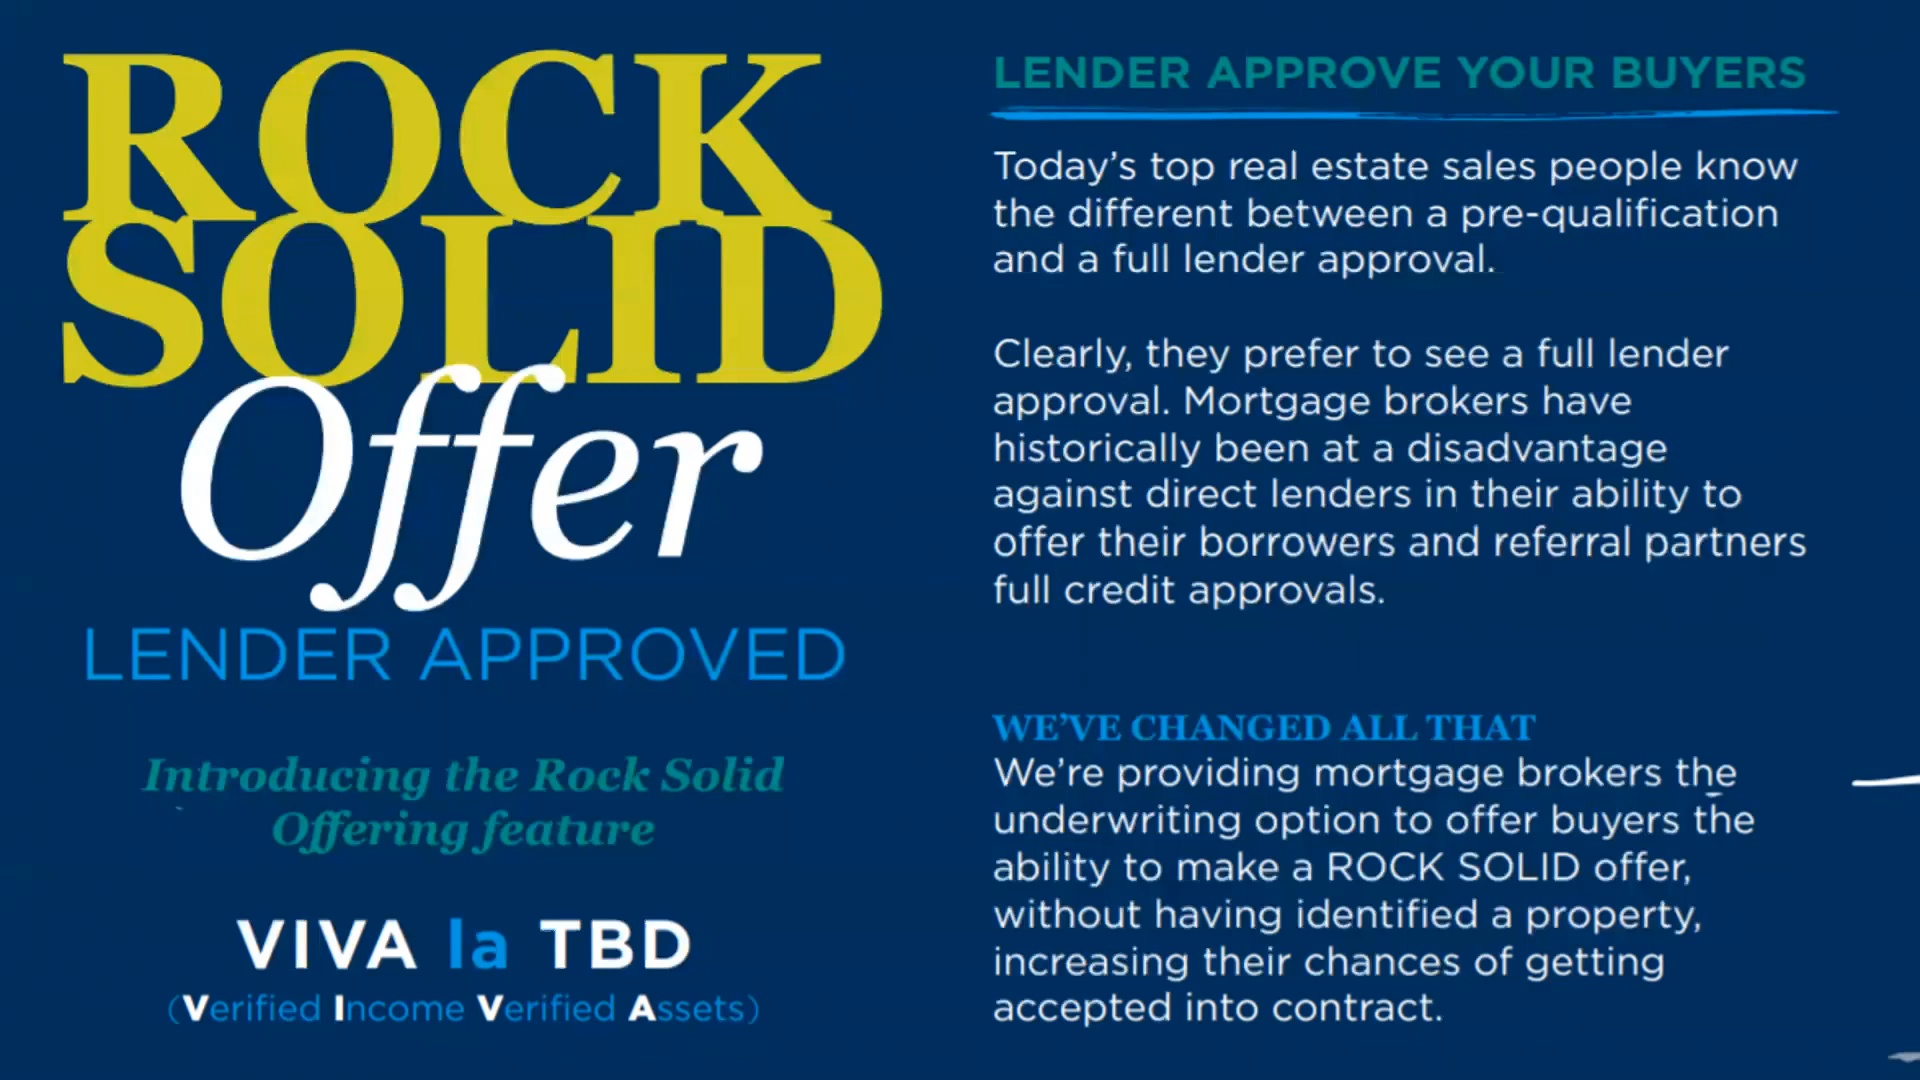 ROCK
SOLID
Offer
LENDER APPROVED
Introducing the Rock Solid
Offering feature
VIVA la TBD
(Verified Income Verified Assets)
LENDER APPROVE YOUR BUYERS
Today's top real estate sales people know
the different between a pre-qualification
and a full lender approval.
Clearly, they prefer to see a full lender
approval. Mortgage brokers have
historically been at a disadvantage
against direct lenders in their ability to
offer their borrowers and referral partners
full credit approvals.
WE'VE CHANGED ALL THAT
We're providing mortgage brokers the
underwriting option to offer buyers the
ability to make a ROCK SOLID offer,
without having identified a property,
increasing their chances of getting
accepted into contract.